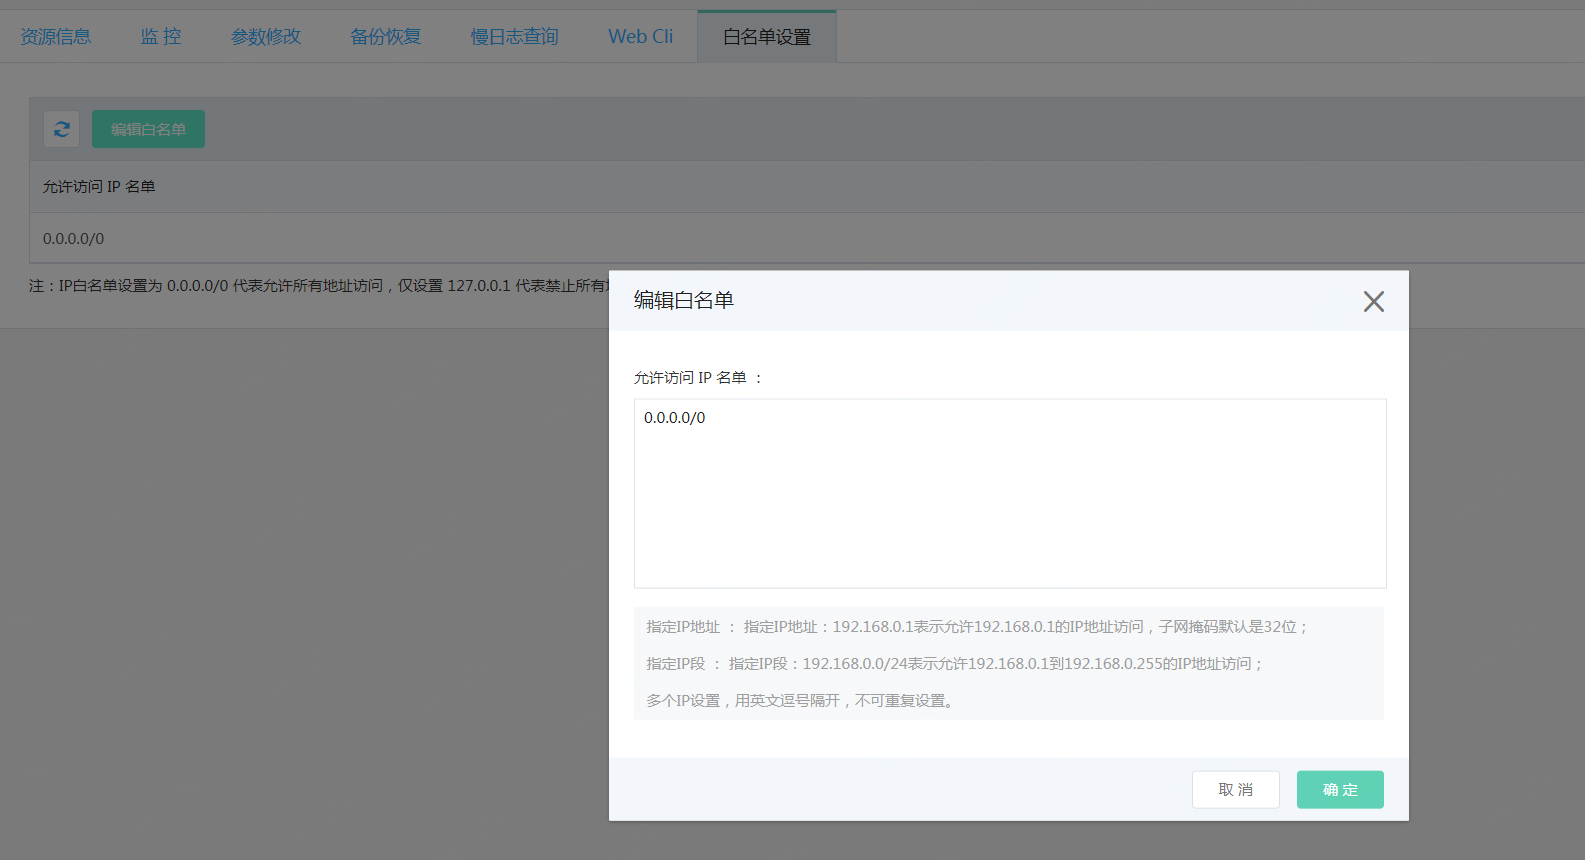 资源信息 监 控 参数修改 备份恢复 慢日志查询 Web Cli 白名单设置
编辑白名单
允许访问 IP 名单
0.0.0.0/0
注：IP白名单设置为 0.0.0.0/0 代表允许所有地址访问，仅设置 127.0.0.1 代表禁止所有
编辑白名单
允许访问 IP 名单 ：
0.0.0.0/0
指定IP地址 ： 指定IP地址：192.168.0.1表示允许192.168.0.1的IP地址访问，子网掩码默认是32位；
指定IP段 ： 指定IP段：192.168.0.0/24表示允许192.168.0.1到192.168.0.255的IP地址访问；
多个IP设置，用英文逗号隔开，不可重复设置。
取 消 确 定